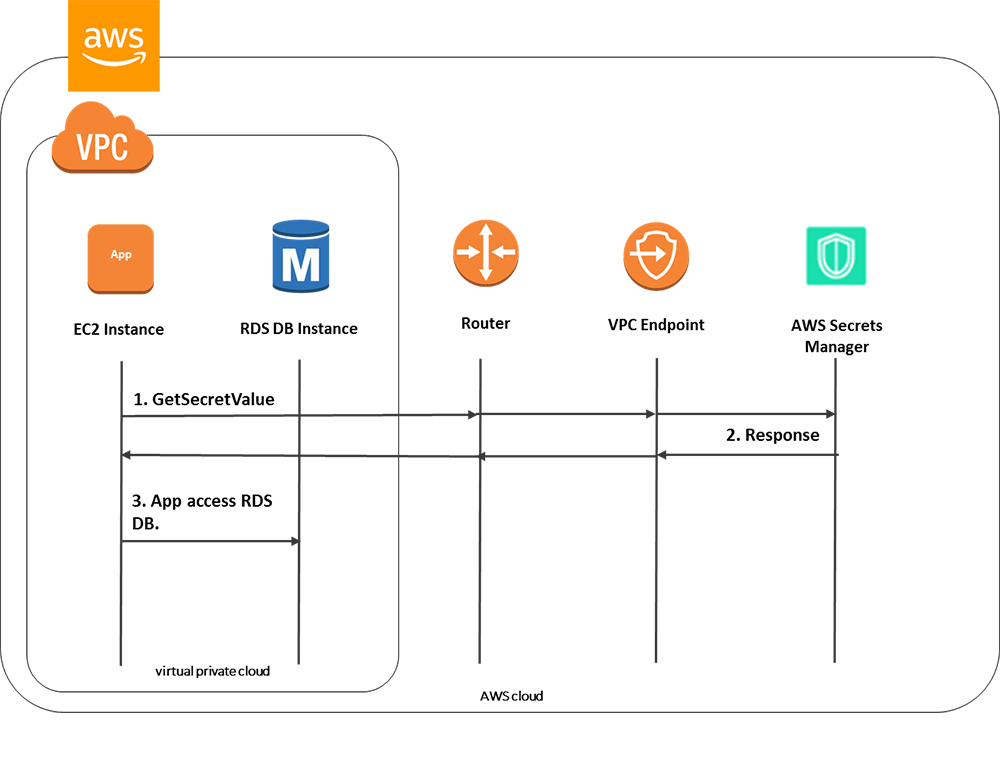 aws
VPC
App
M
EC2 Instance
RDS DB Instance
Router
VPC Endpoint
AWS Secrets
Manager
1. GetSecretValue
2. Response
3. App access RDS
DB.
virtual private cloud
AWS cloud